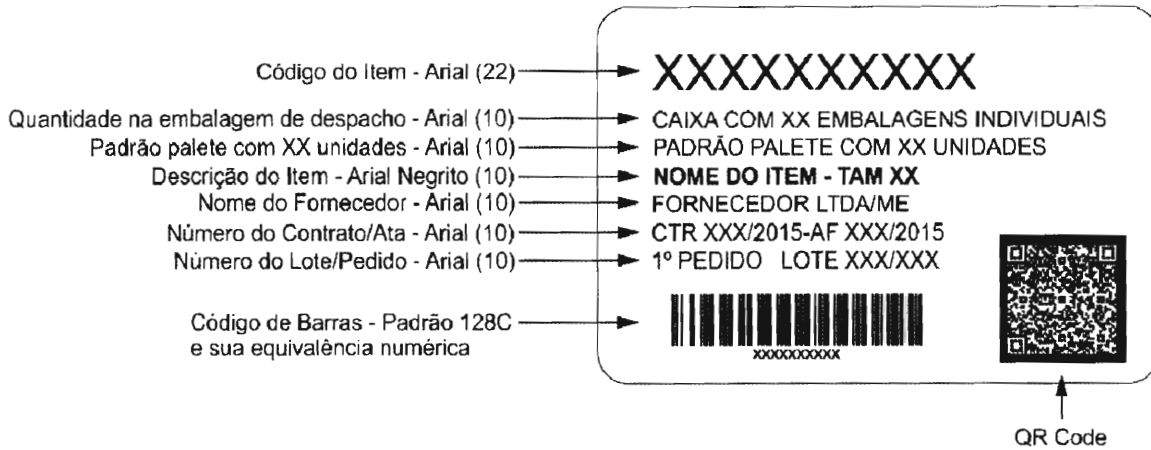 Código do Item - Arial (22)
XXXXXXXXXX
Quantidade na embalagem de despacho - Arial (10)
CAIXA COM XX EMBALAGENS INDIVIDUAIS
Padrão palete com XX unidades - Arial (10)
PADRÃO PALETE COM XX UNIDADES
Descrição do Item - Arial Negrito (10)
NOME DO ITEM - TAM XX
Nome do Fornecedor - Arial (10)
FORNECEDOR LTDA/ME
Número do Contrato/Ata - Arial (10)
CTR XXX/2015-AF XXX/2015
Número do Lote/Pedido - Arial (10)
1º PEDIDO LOTE XXX/XXX
Código de Barras - Padrão 128C
e sua equivalência numérica
xxxxxxxxxx
QR Code